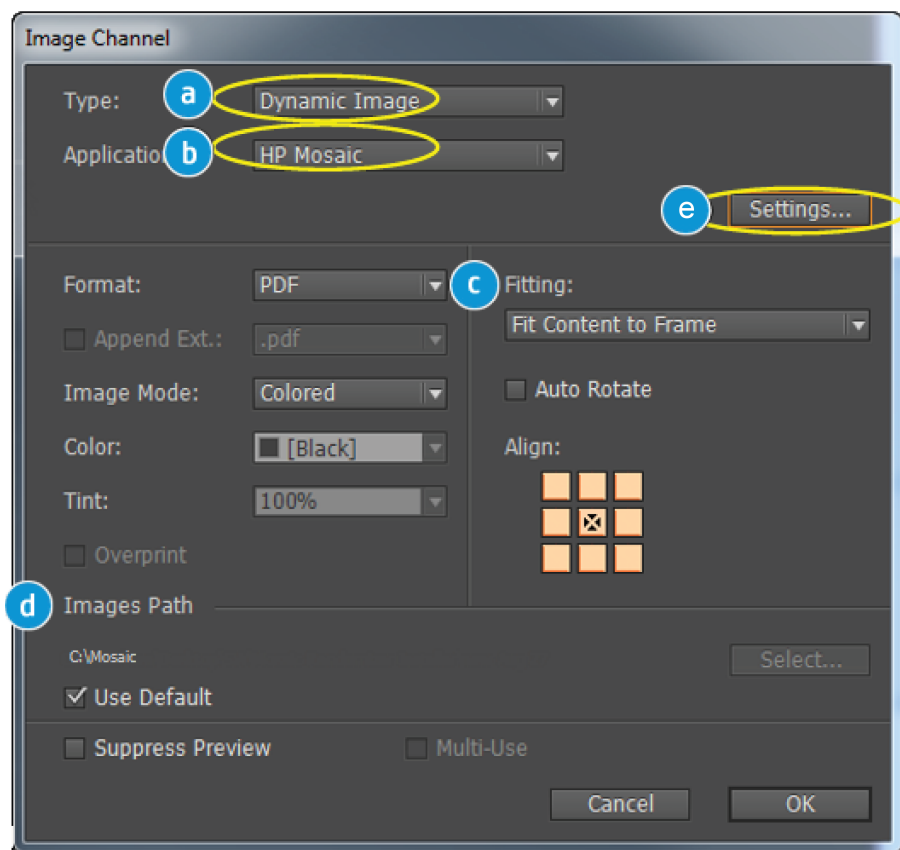 Image Channel
Type: a Dynamic Image
Applicatio b HP Mosaic
e Settings...
Format: PDF
c Fitting:
Append Ext.: .pdf
Fit Content to Frame
Image Mode: Colored
Auto Rotate
Color: [Black]
Align:
Tint: 100%
Overprint
d Images Path
C:\Mosaic
Select...
Use Default
Suppress Preview
Multi-Use
Cancel
OK